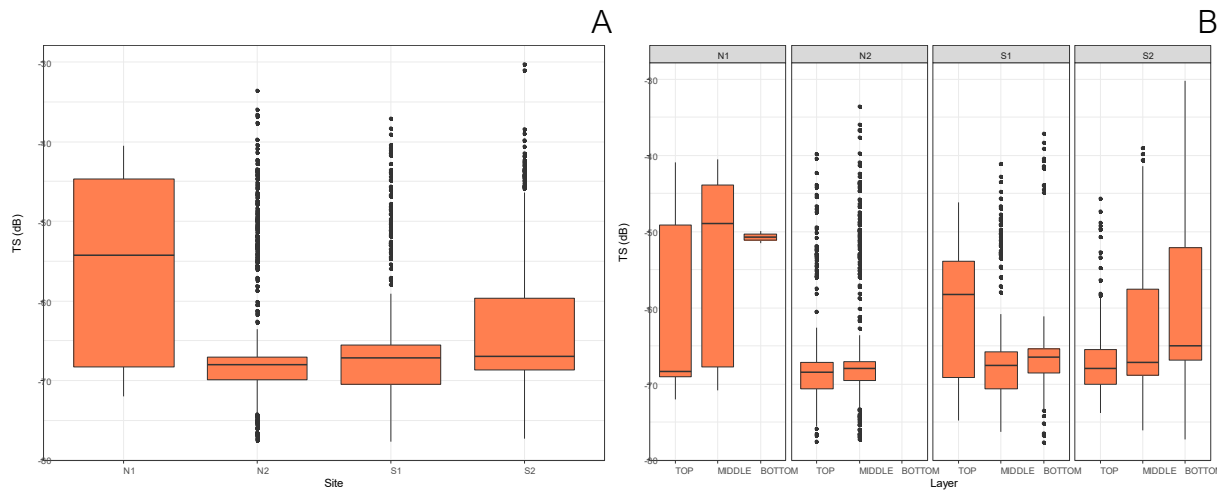 A
B
N1
N2
S1
S2
-30
-40
-50
-60
-70
-80
TS (dB)
N1
N2
S1
S2
Site
-30
-40
-50
-60
-70
-80
TS (dB)
TOP MIDDLE BOTTOM
TOP MIDDLE BOTTOM
TOP MIDDLE BOTTOM
TOP MIDDLE BOTTOM
Layer